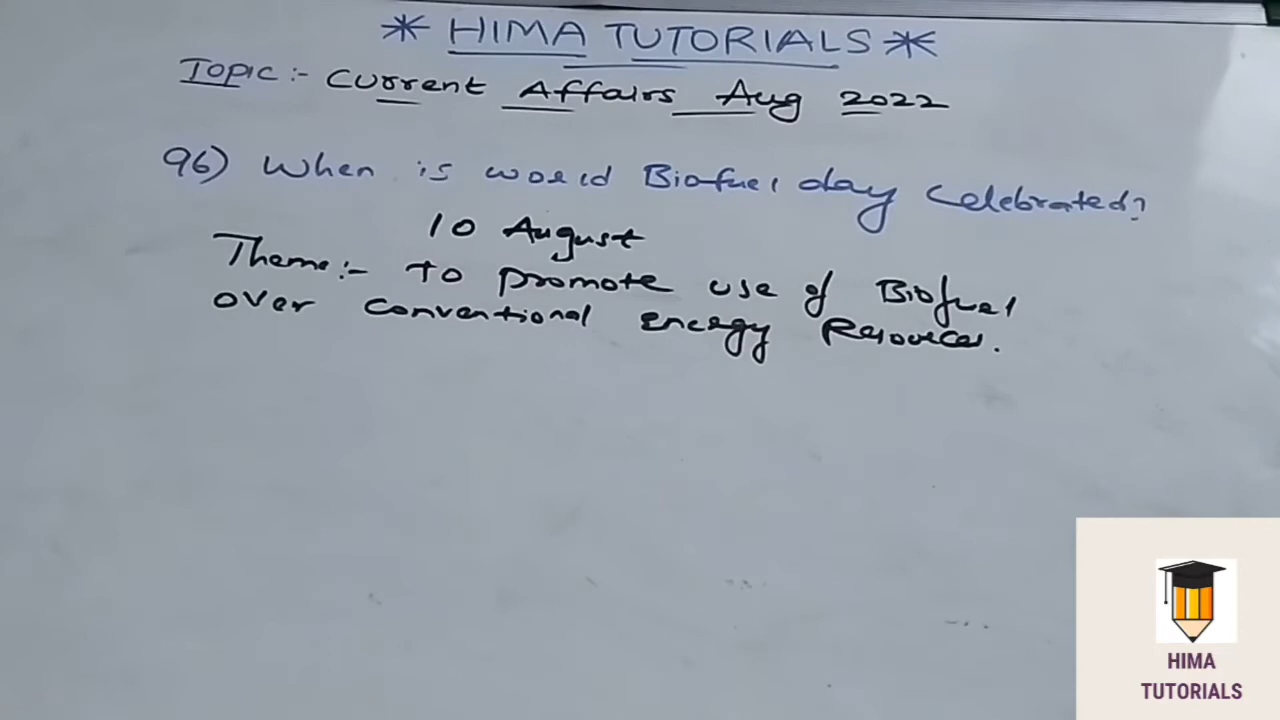 * HIMA TUTORIALS *
Topic:- Current Affairs Aug 2022
96) When is world Biofuel day celebrated?
10 August
Theme:- To promote use of Biofuel
over conventional Energy Resources.
HIMA
TUTORIALS